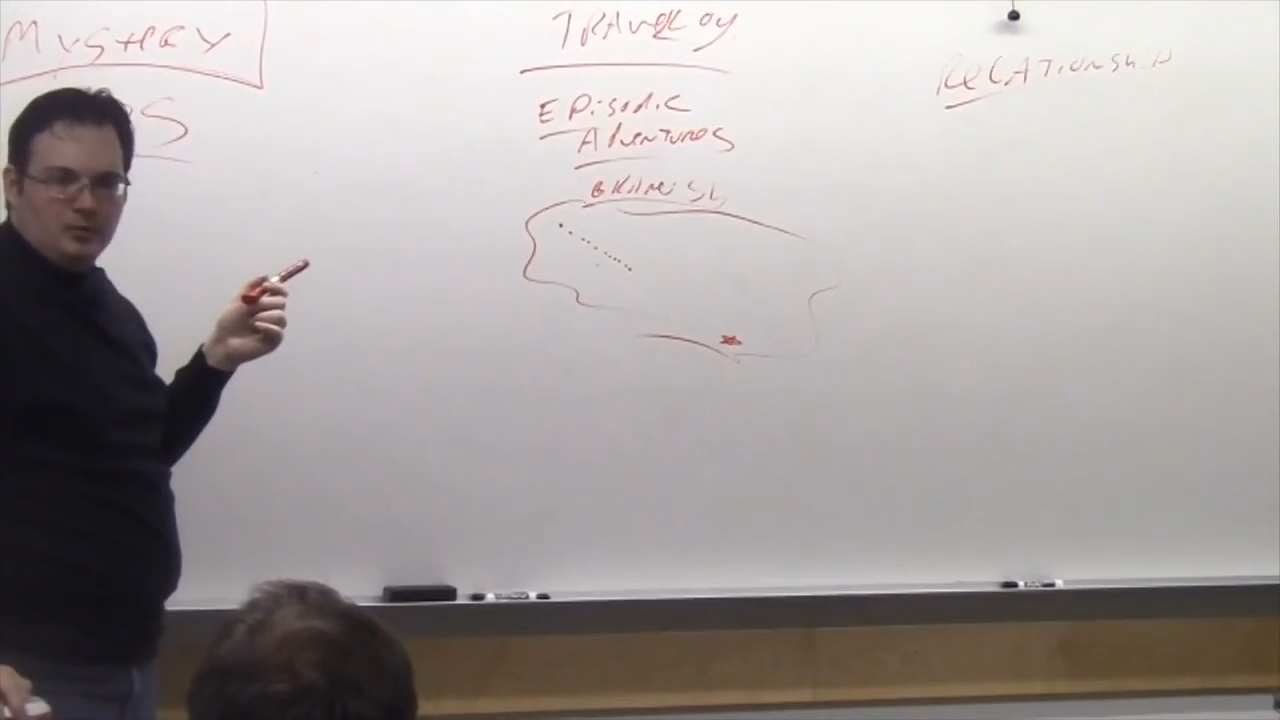 Mystery
TRAVELOG
Episodic
Adventures
RELATIONSHIP